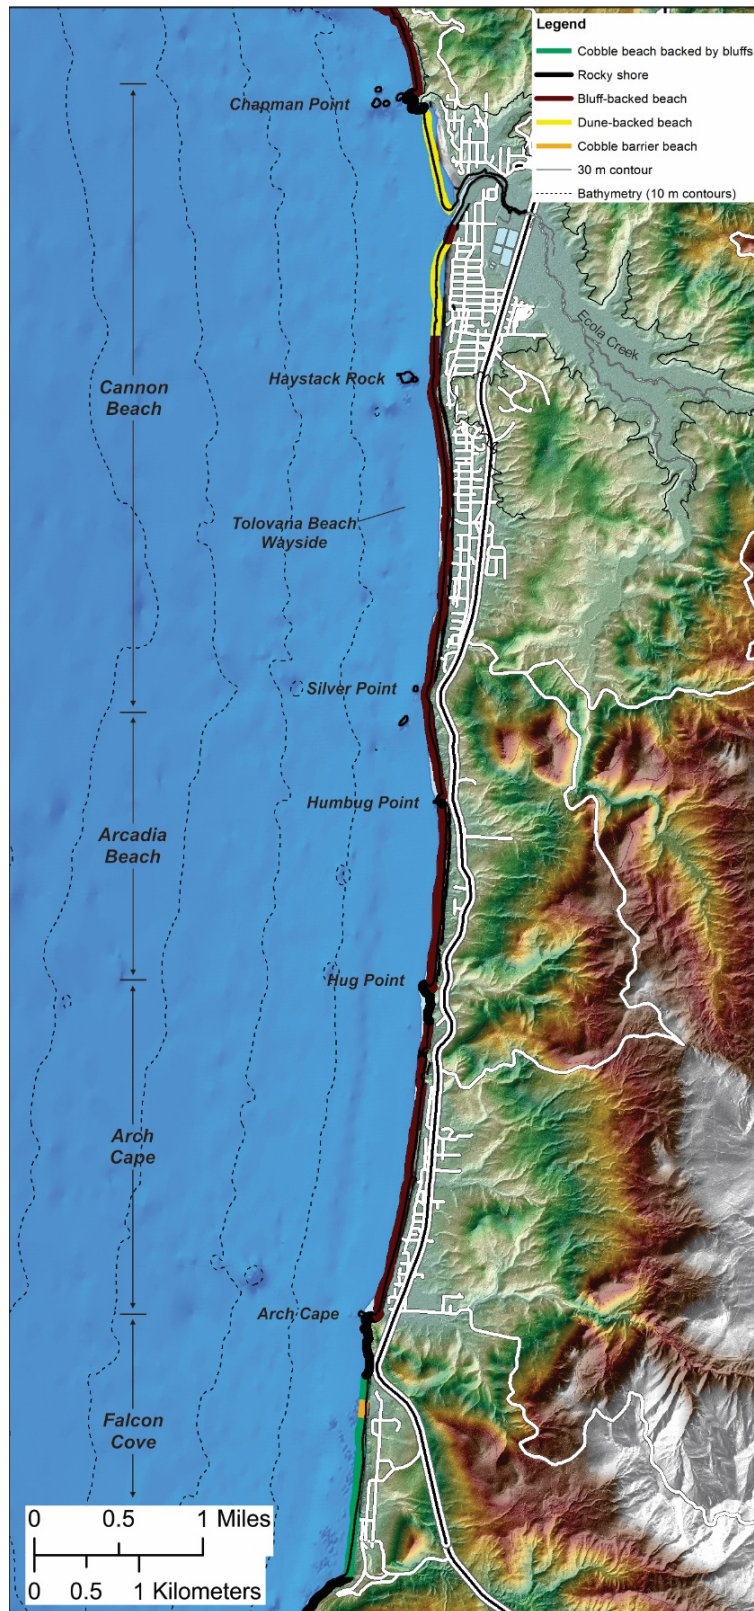 Legend
Cobble beach backed by bluffs
Rocky shore
Bluff-backed beach
Dune-backed beach
Cobble barrier beach
30 m contour
Bathymetry (10 m contours)
Chapman Point
Ecola Creek
Haystack Rock
Cannon
Beach
Tolovana Beach
Wayside
Silver Point
Humbug Point
Arcadia
Beach
Hug Point
Arch
Cape
Arch Cape
Falcon
Cove
0 0.5 1 Miles
0 0.5 1 Kilometers